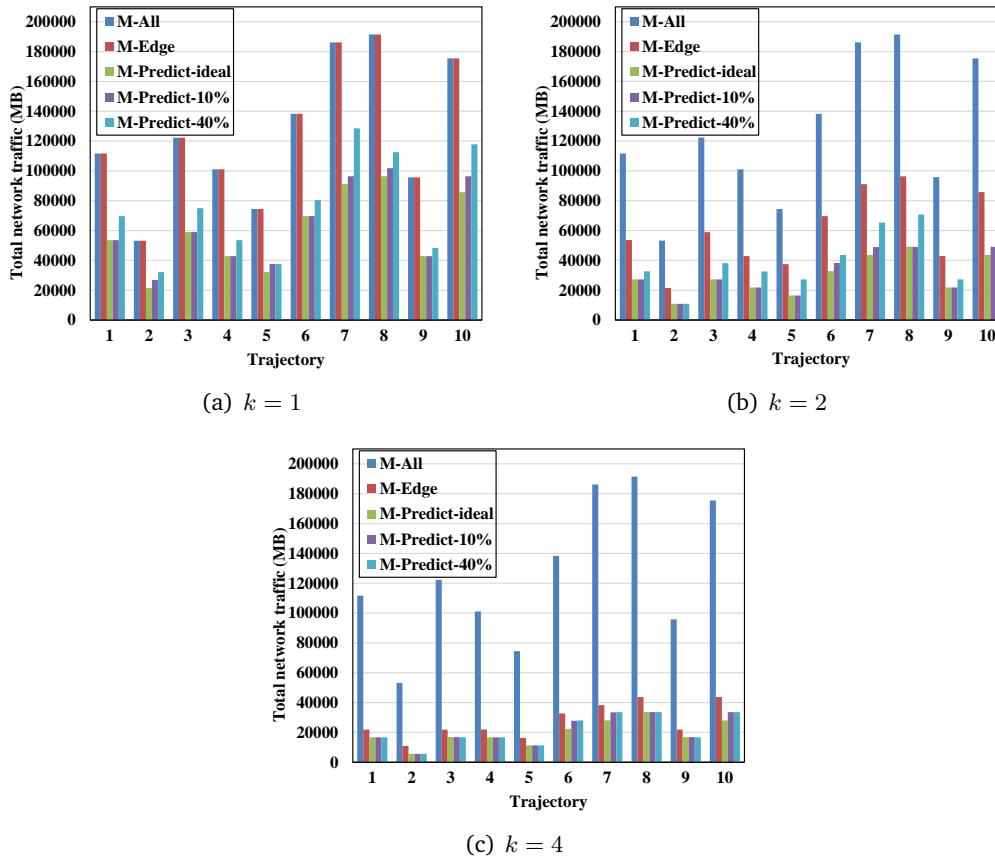 200000
180000
160000
140000
120000
100000
80000
60000
40000
20000
0
Total network traffic (MB)
M-All
M-Edge
M-Predict-ideal
M-Predict-10%
M-Predict-40%
1 2 3 4 5 6 7 8 9 10
Trajectory
(a) k = 1
200000
180000
160000
140000
120000
100000
80000
60000
40000
20000
0
Total network traffic (MB)
M-All
M-Edge
M-Predict-ideal
M-Predict-10%
M-Predict-40%
1 2 3 4 5 6 7 8 9 10
Trajectory
(b) k = 2
200000
180000
160000
140000
120000
100000
80000
60000
40000
20000
0
Total network traffic (MB)
M-All
M-Edge
M-Predict-ideal
M-Predict-10%
M-Predict-40%
1 2 3 4 5 6 7 8 9 10
Trajectory
(c) k = 4